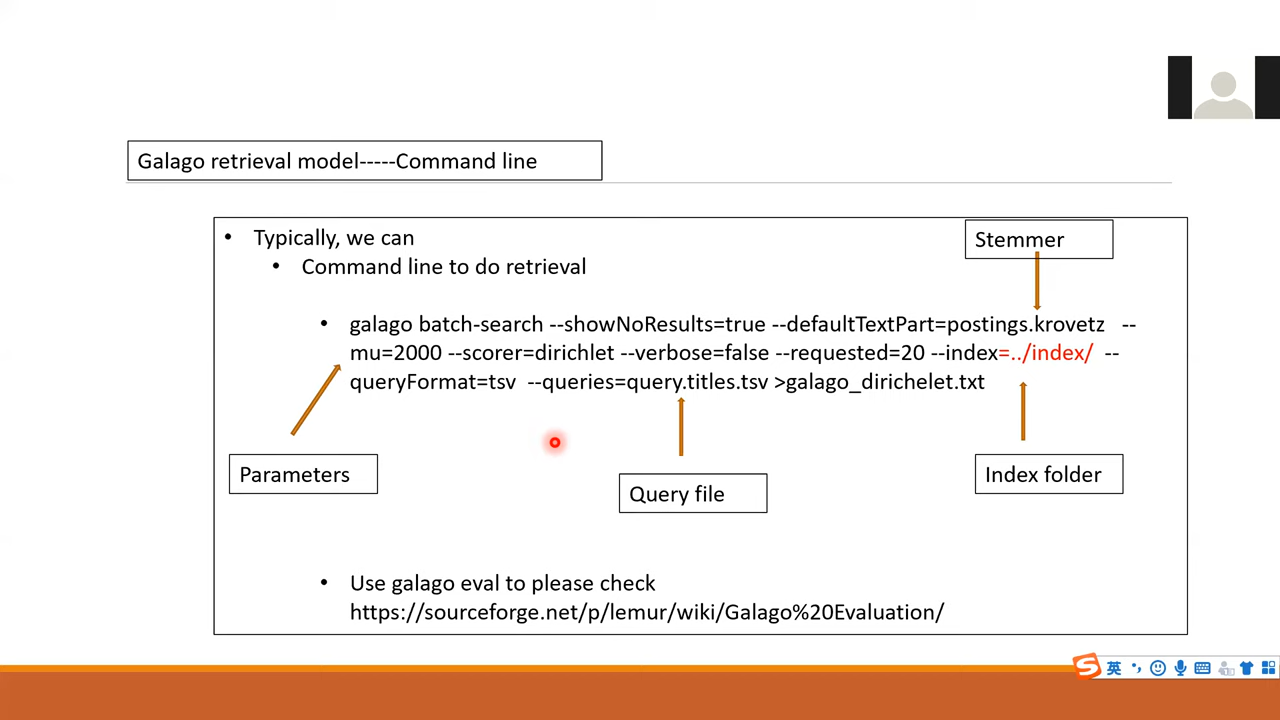 Galago retrieval model-----Command line
• Typically, we can
Stemmer
• Command line to do retrieval
• galago batch-search --showNoResults=true --defaultTextPart=postings.krovetz --
mu=2000 --scorer=dirichlet --verbose=false --requested=20 --index=../index/ --
queryFormat=tsv --queries=query.titles.tsv >galago_dirichelet.txt
Parameters
Query file
Index folder
• Use galago eval to please check
https://sourceforge.net/p/lemur/wiki/Galago%20Evaluation/
英